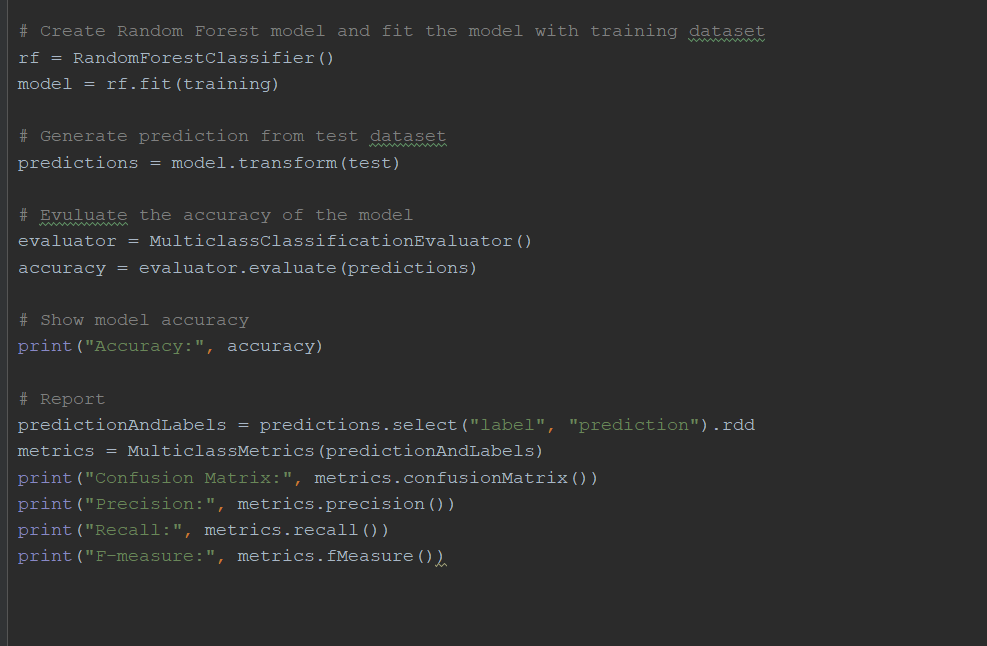 # Create Random Forest model and fit the model with training dataset
rf = RandomForestClassifier()
model = rf.fit(training)
# Generate prediction from test dataset
predictions = model.transform(test)
# Evuluate the accuracy of the model
evaluator = MulticlassClassificationEvaluator()
accuracy = evaluator.evaluate(predictions)
# Show model accuracy
print("Accuracy:", accuracy)
# Report
predictionAndLabels = predictions.select("label", "prediction").rdd
metrics = MulticlassMetrics(predictionAndLabels)
print("Confusion Matrix:", metrics.confusionMatrix())
print("Precision:", metrics.precision())
print("Recall:", metrics.recall())
print("F-measure:", metrics.fMeasure())